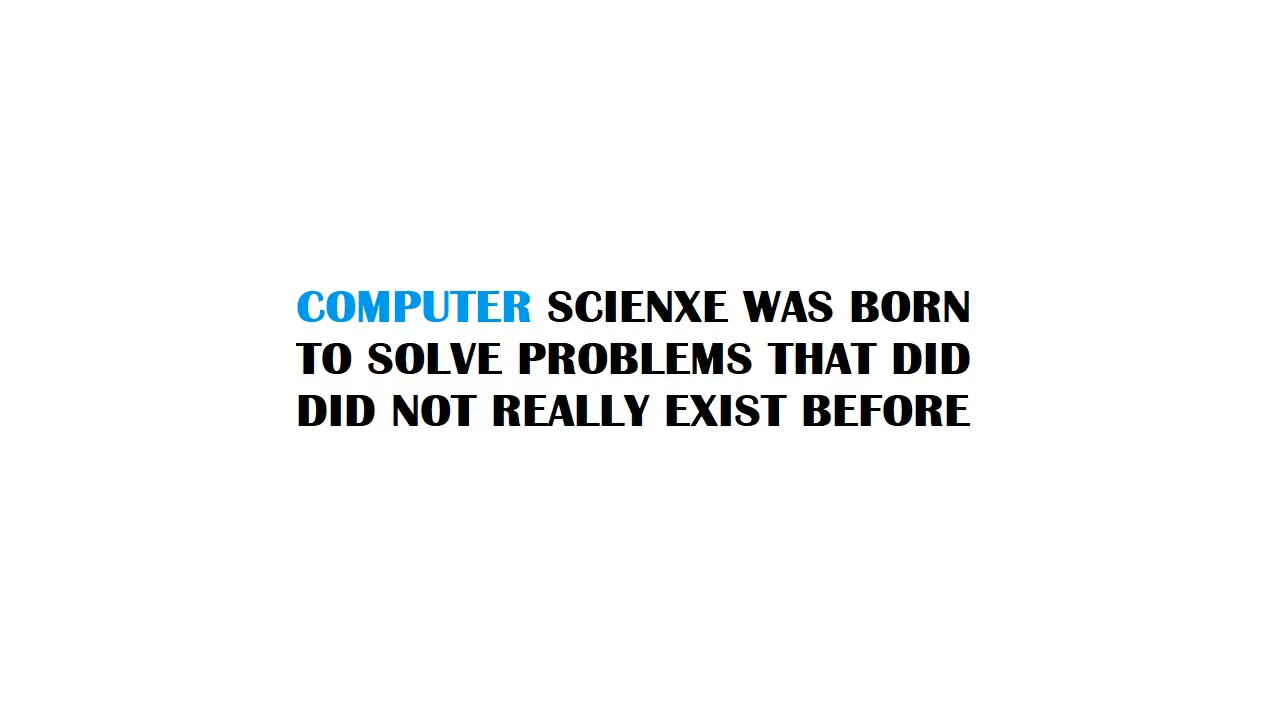 COMPUTER SCIENXE WAS BORN
TO SOLVE PROBLEMS THAT DID
DID NOT REALLY EXIST BEFORE